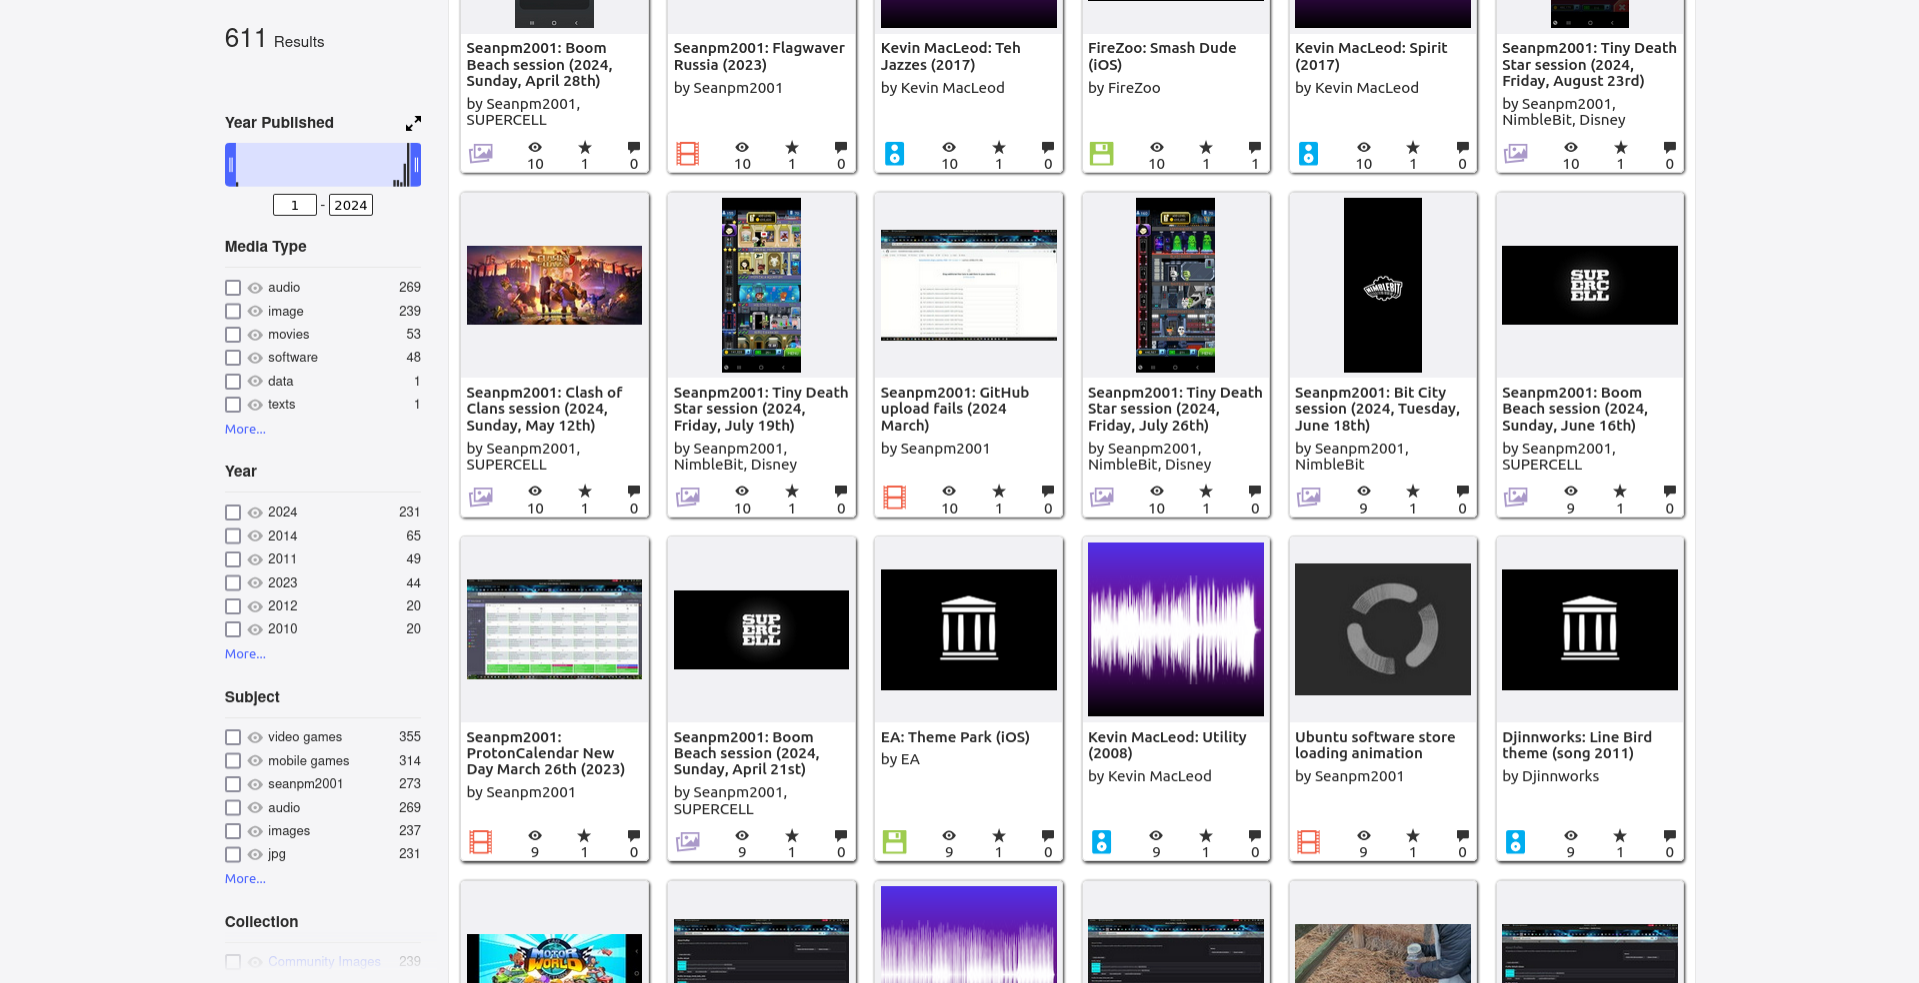 611 Results
Year Published
1 - 2024
Media Type
audio 269
image 239
movies 53
software 48
data 1
texts 1
More...
Year
2024 231
2014 65
2011 49
2023 44
2012 20
2010 20
More...
Subject
video games 355
mobile games 314
seanpm2001 273
audio 269
images 237
jpg 231
More...
Collection
Community Images 239
Seanpm2001: Boom
Beach session (2024,
Sunday, April 28th)
by Seanpm2001,
SUPERCELL
10 1 0
Seanpm2001: Flagwaver
Russia (2023)
by Seanpm2001
10 1 0
Kevin MacLeod: Teh
Jazzes (2017)
by Kevin MacLeod
10 1 0
FireZoo: Smash Dude
(iOS)
by FireZoo
10 1 1
Kevin MacLeod: Spirit
(2017)
by Kevin MacLeod
10 1 0
Seanpm2001: Tiny Death
Star session (2024,
Friday, August 23rd)
by Seanpm2001,
NimbleBit, Disney
10 1 0
Seanpm2001: Clash of
Clans session (2024,
Sunday, May 12th)
by Seanpm2001,
SUPERCELL
10 1 0
Seanpm2001: Tiny Death
Star session (2024,
Friday, July 19th)
by Seanpm2001,
NimbleBit, Disney
10 1 0
Seanpm2001: GitHub
upload fails (2024
March)
by Seanpm2001
10 1 0
Seanpm2001: Tiny Death
Star session (2024,
Friday, July 26th)
by Seanpm2001,
NimbleBit, Disney
10 1 0
NIMBLEBIT
Seanpm2001: Bit City
session (2024, Tuesday,
June 18th)
by Seanpm2001,
NimbleBit
9 1 0
SUP
ERC
ELL
Seanpm2001: Boom
Beach session (2024,
Sunday, June 16th)
by Seanpm2001,
SUPERCELL
9 1 0
Seanpm2001:
ProtonCalendar New
Day March 26th (2023)
by Seanpm2001
9 1 0
SUP
ERC
ELL
Seanpm2001: Boom
Beach session (2024,
Sunday, April 21st)
by Seanpm2001,
SUPERCELL
9 1 0
EA: Theme Park (iOS)
by EA
9 1 0
Kevin MacLeod: Utility
(2008)
by Kevin MacLeod
9 1 0
Ubuntu software store
loading animation
by Seanpm2001
9 1 0
Djinnworks: Line Bird
theme (song 2011)
by Djinnworks
9 1 0
MOTOR
WORLD